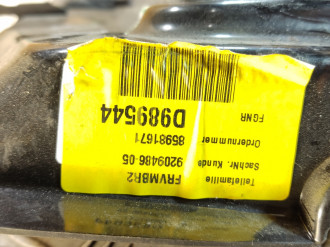 Teilefamilie
FRVMBR2
Sachnr. Kunde
9209486-05
Ordernummer
85981671
FGNR
D989544